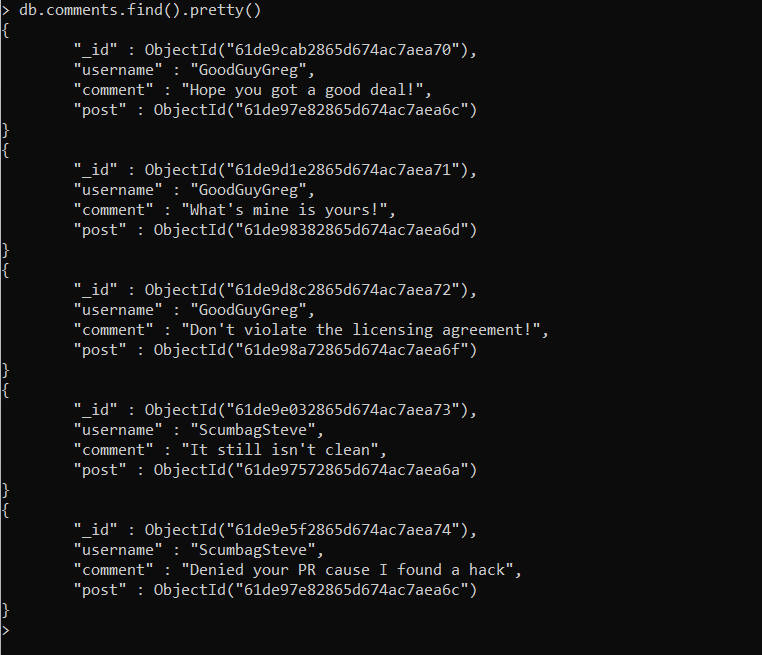 > db.comments.find().pretty()
{
"_id" : ObjectId("61de9cab2865d674ac7aea70"),
"username" : "GoodGuyGreg",
"comment" : "Hope you got a good deal!",
"post" : ObjectId("61de97e82865d674ac7aea6c")
}
{
"_id" : ObjectId("61de9d1e2865d674ac7aea71"),
"username" : "GoodGuyGreg",
"comment" : "What's mine is yours!",
"post" : ObjectId("61de98382865d674ac7aea6d")
}
{
"_id" : ObjectId("61de9d8c2865d674ac7aea72"),
"username" : "GoodGuyGreg",
"comment" : "Don't violate the licensing agreement!",
"post" : ObjectId("61de98a72865d674ac7aea6f")
}
{
"_id" : ObjectId("61de9e032865d674ac7aea73"),
"username" : "ScumbagSteve",
"comment" : "It still isn't clean",
"post" : ObjectId("61de97572865d674ac7aea6a")
}
{
"_id" : ObjectId("61de9e5f2865d674ac7aea74"),
"username" : "ScumbagSteve",
"comment" : "Denied your PR cause I found a hack",
"post" : ObjectId("61de97e82865d674ac7aea6c")
}
>